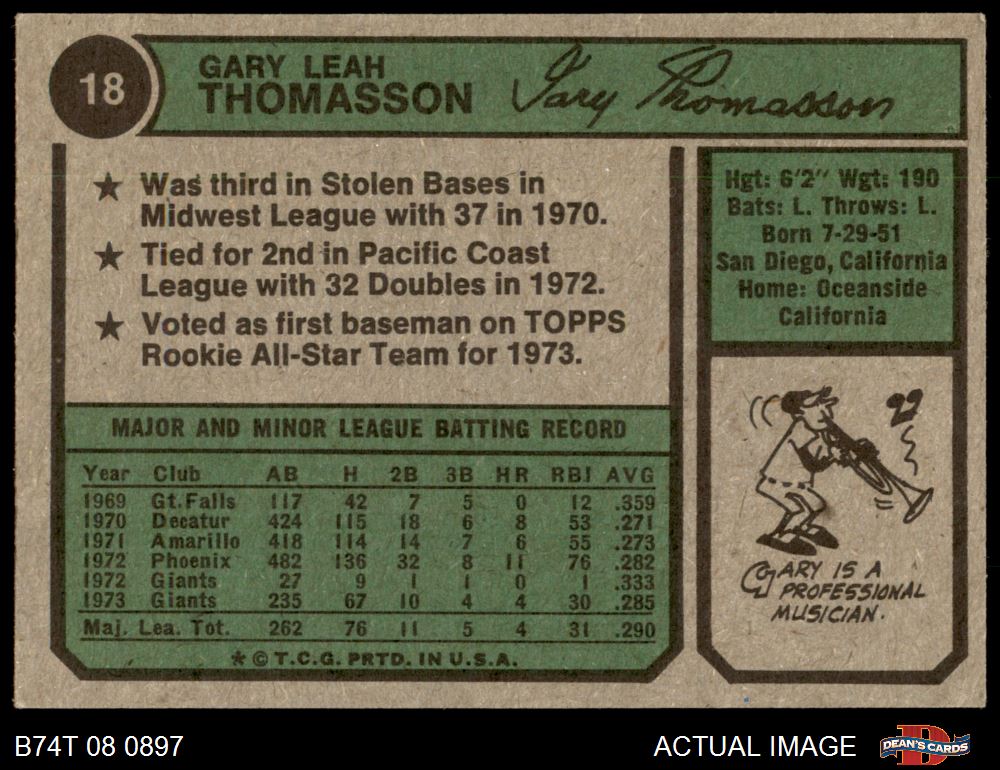 18
GARY LEAH
THOMASSON
Gary Thomasson
★ Was third in Stolen Bases in
Midwest League with 37 in 1970.
★ Tied for 2nd in Pacific Coast
League with 32 Doubles in 1972.
★ Voted as first baseman on TOPPS
Rookie All-Star Team for 1973.
Hgt: 6'2" Wgt: 190
Bats: L. Throws: L.
Born 7-29-51
San Diego, California
Home: Oceanside
California
MAJOR AND MINOR LEAGUE BATTING RECORD
Year Club AB H 2B 3B HR RBI AVG
1969 Gt. Falls 117 42 7 5 0 12 .359
1970 Decatur 424 115 18 6 8 53 .271
1971 Amarillo 418 114 14 7 6 55 .273
1972 Phoenix 482 136 32 8 11 76 .282
1972 Giants 27 9 1 1 0 1 .333
1973 Giants 235 67 10 4 4 30 .285
Maj. Lea. Tot. 262 76 11 5 4 31 .290
★ © T.C.G. PRTD. IN U.S.A.
GARY IS A
PROFESSIONAL
MUSICIAN.
B74T 08 0897
ACTUAL IMAGE
D
DEAN'S CARDS